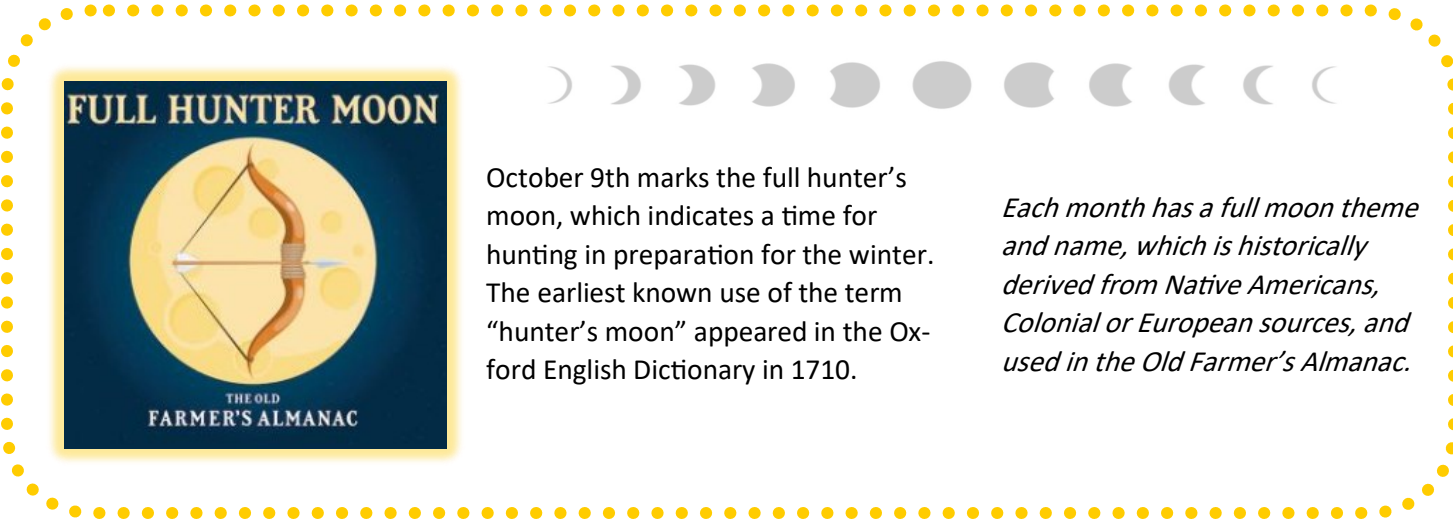 FULL HUNTER MOON
THE OLD
FARMER'S ALMANAC
October 9th marks the full hunter’s
moon, which indicates a time for
hunting in preparation for the winter.
The earliest known use of the term
“hunter’s moon” appeared in the Ox-
ford English Dictionary in 1710.
Each month has a full moon theme
and name, which is historically
derived from Native Americans,
Colonial or European sources, and
used in the Old Farmer’s Almanac.